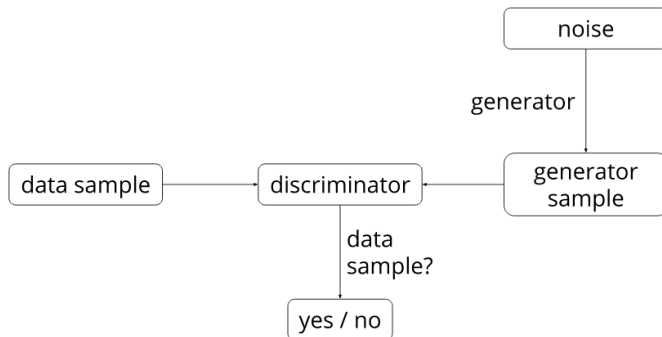 noise
generator
data sample
discriminator
generator
sample
data
sample?
yes / no